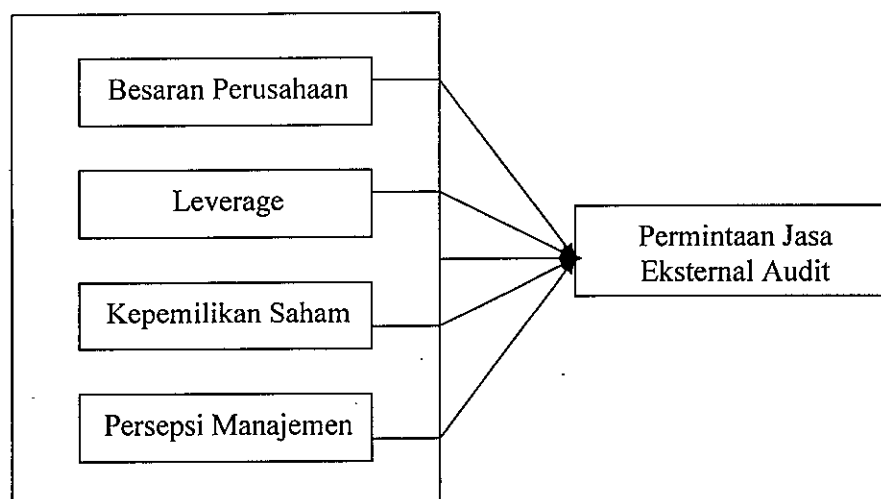 Besaran Perusahaan
Leverage
Kepemilikan Saham
Persepsi Manajemen
Permintaan Jasa
Eksternal Audit